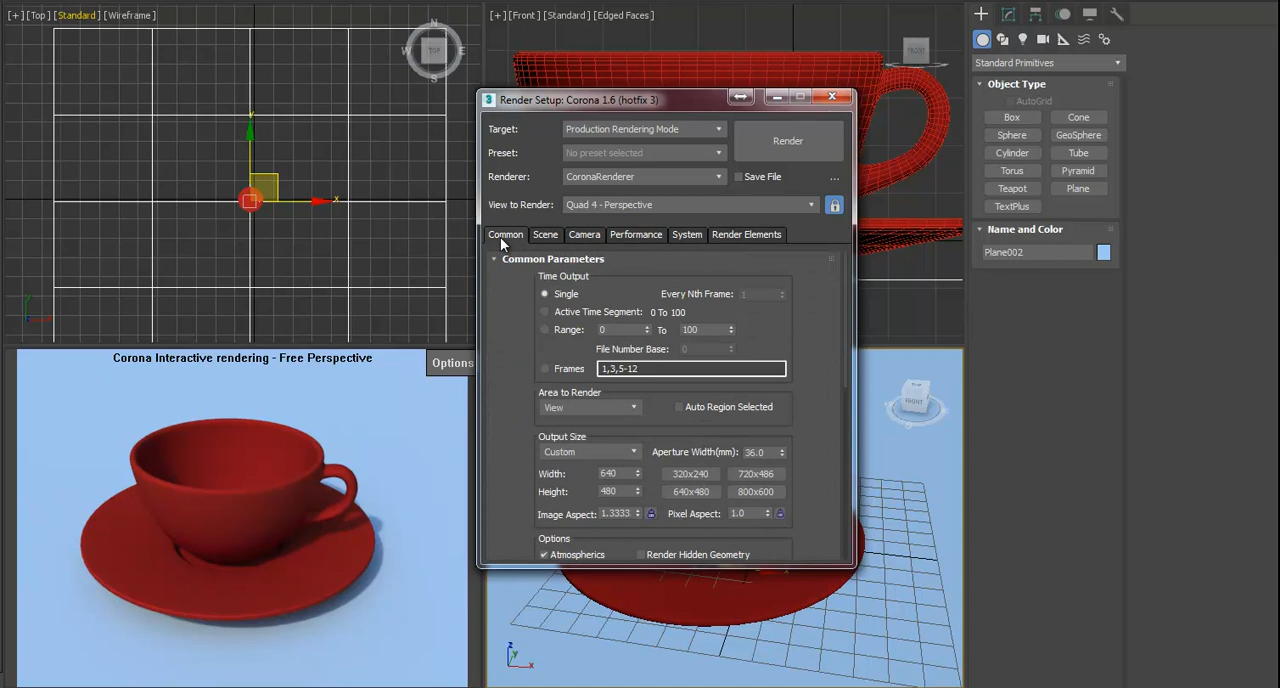 [+] [Top] [Standard] [Wireframe]
N
W TOP E
S
y
x
y
[+] [Front] [Standard] [Edged Faces]
FRONT
3 Render Setup: Corona 1.6 (hotfix 3)
Target: Production Rendering Mode
Render
Preset: No preset selected
Renderer: CoronaRenderer
Save File
...
View to Render: Quad 4 - Perspective
Common Scene Camera Performance System Render Elements
Common Parameters
Time Output
Single Every Nth Frame: 1
Active Time Segment: 0 To 100
Range: 0 To 100
File Number Base: 0
Frames 1,3,5-12
Area to Render
View Auto Region Selected
Output Size
Custom Aperture Width(mm): 36.0
Width: 640 320x240 720x486
Height: 480 640x480 800x600
Image Aspect: 1.3333 Pixel Aspect: 1.0
Options
Atmospherics Render Hidden Geometry
Standard Primitives
Object Type
AutoGrid
Box Cone
Sphere GeoSphere
Cylinder Tube
Torus Pyramid
Teapot Plane
TextPlus
Name and Color
Plane002
Corona Interactive rendering - Free Perspective
Options
FRONT
z
y
x